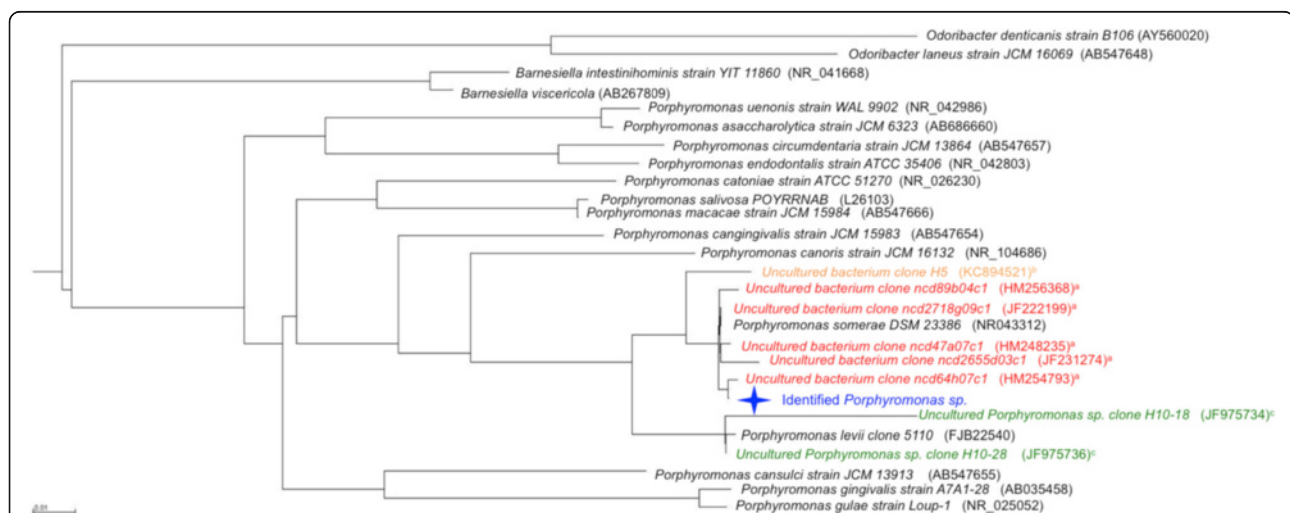 Odoribacter denticanis strain B106 (AY560020)
Odoribacter laneus strain JCM 16069 (AB547648)
Barnesiella intestinihominis strain YIT 11860 (NR_041668)
Barnesiella viscericola (AB267809)
Porphyromonas uenonis strain WAL 9902 (NR_042986)
Porphyromonas asaccharolytica strain JCM 6323 (AB686660)
Porphyromonas circumdentaria strain JCM 13864 (AB547657)
Porphyromonas endodontalis strain ATCC 35406 (NR_042803)
Porphyromonas catoniae strain ATCC 51270 (NR_026230)
Porphyromonas salivosa POYRRNAB (L26103)
Porphyromonas macacae strain JCM 15984 (AB547666)
Porphyromonas cangingivalis strain JCM 15983 (AB547654)
Porphyromonas canoris strain JCM 16132 (NR_104686)
Uncultured bacterium clone H5 (KC894521)ᵇ
Uncultured bacterium clone ncd89b04c1 (HM256368)ᵃ
Uncultured bacterium clone ncd2718g09c1 (JF222199)ᵃ
Porphyromonas somerae DSM 23386 (NR043312)
Uncultured bacterium clone ncd47a07c1 (HM248235)ᵃ
Uncultured bacterium clone ncd2655d03c1 (JF231274)ᵃ
Uncultured bacterium clone ncd64h07c1 (HM254793)ᵃ
Identified Porphyromonas sp.
Uncultured Porphyromonas sp. clone H10-18 (JF975734)ᶜ
Porphyromonas levii clone 5110 (FJB22540)
Uncultured Porphyromonas sp. clone H10-28 (JF975736)ᶜ
Porphyromonas cansulci strain JCM 13913 (AB547655)
Porphyromonas gingivalis strain A7A1-28 (AB035458)
Porphyromonas gulae strain Loup-1 (NR_025052)
0.01